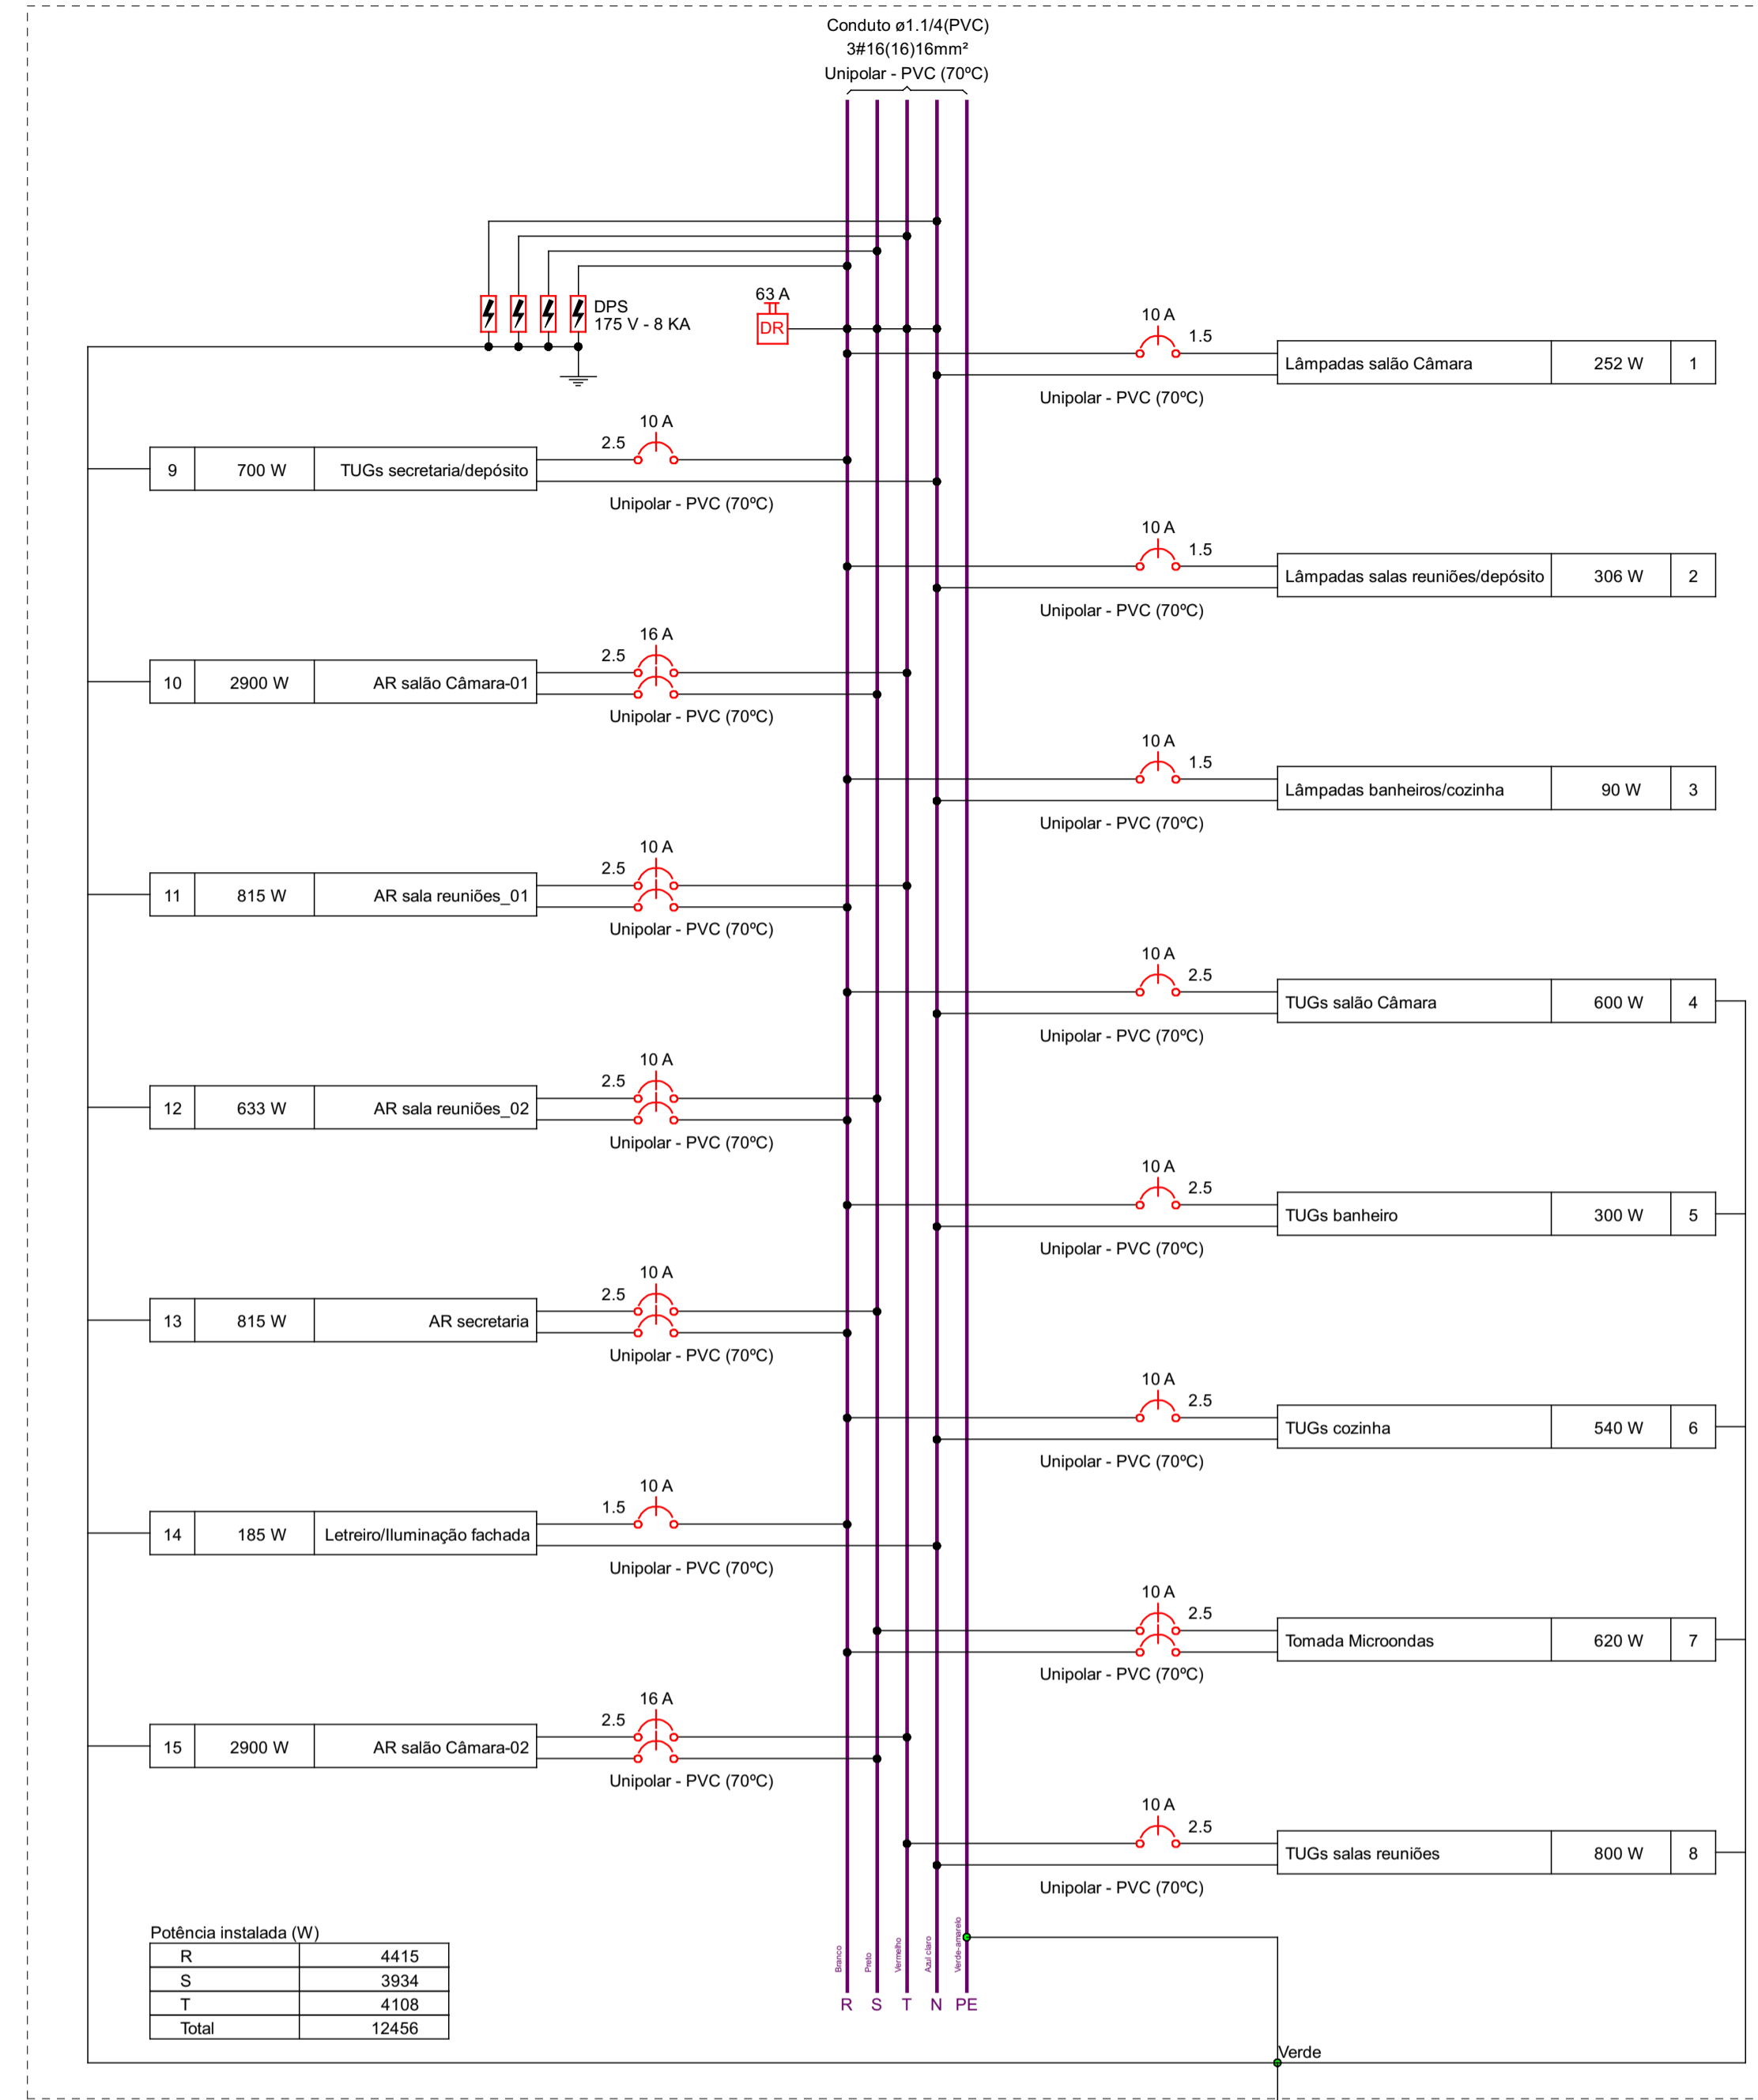 Conduto ø1.1/4(PVC)
3#16(16)16mm²
Unipolar - PVC (70ºC)
DPS
175 V - 8 KA
63 A
DR
10 A
1.5
Lâmpadas salão Câmara 252 W 1
Unipolar - PVC (70ºC)
10 A
2.5
9 700 W TUGs secretaria/depósito
Unipolar - PVC (70ºC)
10 A
1.5
Lâmpadas salas reuniões/depósito 306 W 2
Unipolar - PVC (70ºC)
16 A
2.5
10 2900 W AR salão Câmara-01
Unipolar - PVC (70ºC)
10 A
1.5
Lâmpadas banheiros/cozinha 90 W 3
Unipolar - PVC (70ºC)
10 A
2.5
11 815 W AR sala reuniões_01
Unipolar - PVC (70ºC)
10 A
2.5
TUGs salão Câmara 600 W 4
Unipolar - PVC (70ºC)
10 A
2.5
12 633 W AR sala reuniões_02
Unipolar - PVC (70ºC)
10 A
2.5
TUGs banheiro 300 W 5
Unipolar - PVC (70ºC)
10 A
2.5
13 815 W AR secretaria
Unipolar - PVC (70ºC)
10 A
2.5
TUGs cozinha 540 W 6
Unipolar - PVC (70ºC)
10 A
1.5
14 185 W Letreiro/Iluminação fachada
Unipolar - PVC (70ºC)
10 A
2.5
Tomada Microondas 620 W 7
Unipolar - PVC (70ºC)
16 A
2.5
15 2900 W AR salão Câmara-02
Unipolar - PVC (70ºC)
10 A
2.5
TUGs salas reuniões 800 W 8
Unipolar - PVC (70ºC)
Potência instalada (W)
R 4415
S 3934
T 4108
Total 12456
Branco
Preto
Vermelho
Azul claro
Verde-amarelo
R S T N PE
Verde